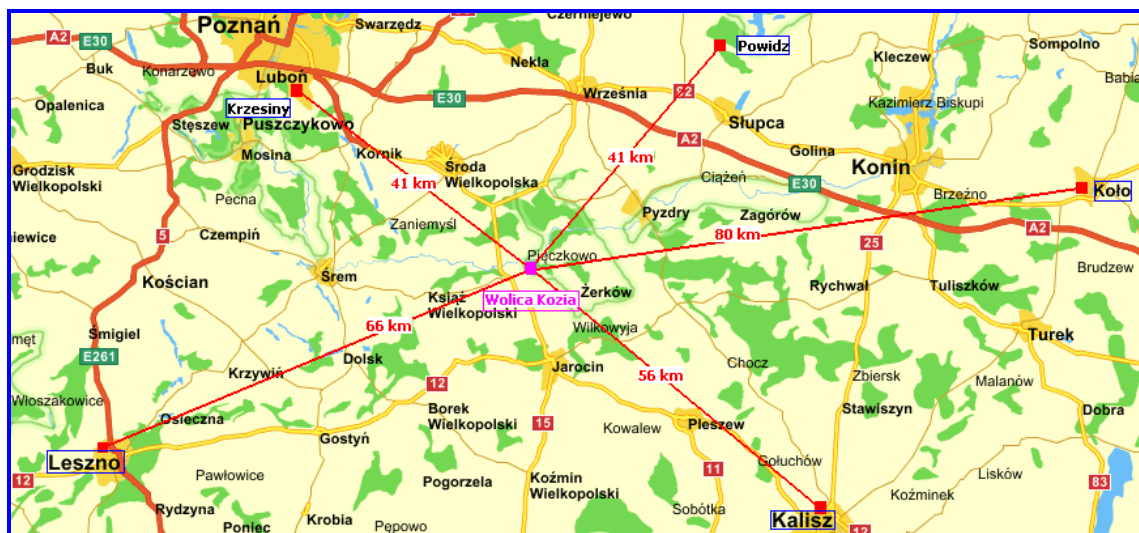 Poznań
Swarzędz
Czerniejewo
Powidz
Kleczew
Sompolno
A2
E30
Buk
Konarzewo
Luboń
Nekla
92
Babia
Opalenica
Krzesiny
E30
Września
Kazimierz Biskupi
Stęszew
Puszczykowo
Słupca
A2
Mosina
Kórnik
Środa
Wielkopolska
41 km
Golina
Konin
Grodzisk
Wielkopolski
41 km
Ciążeń
E30
Brzeźno
Koło
Pecna
Zaniemyśl
Pyzdry
Zagórów
niewice
5
Czempiń
80 km
25
A2
Pięczkowo
Kościan
Śrem
Brudzew
Książ
Wielkopolski
Wolica Kozia
Żerków
Rychwał
Tuliszków
66 km
Wilkowyja
Śmigiel
Turek
męt
E261
Dolsk
Jarocin
Chocz
Krzywiń
12
56 km
Zbiersk
Malanów
Włoszakowice
Osieczna
Borek
Wielkopolski
15
Pleszew
Stawiszyn
Dobra
Gostyń
Kowalew
Leszno
12
Pawłowice
Pogorzela
Koźmin
Wielkopolski
11
Gołuchów
Lisków
83
Koźminek
Rydzyna
Krobia
Sobótka
Kalisz
Poniec
Pępowo
12